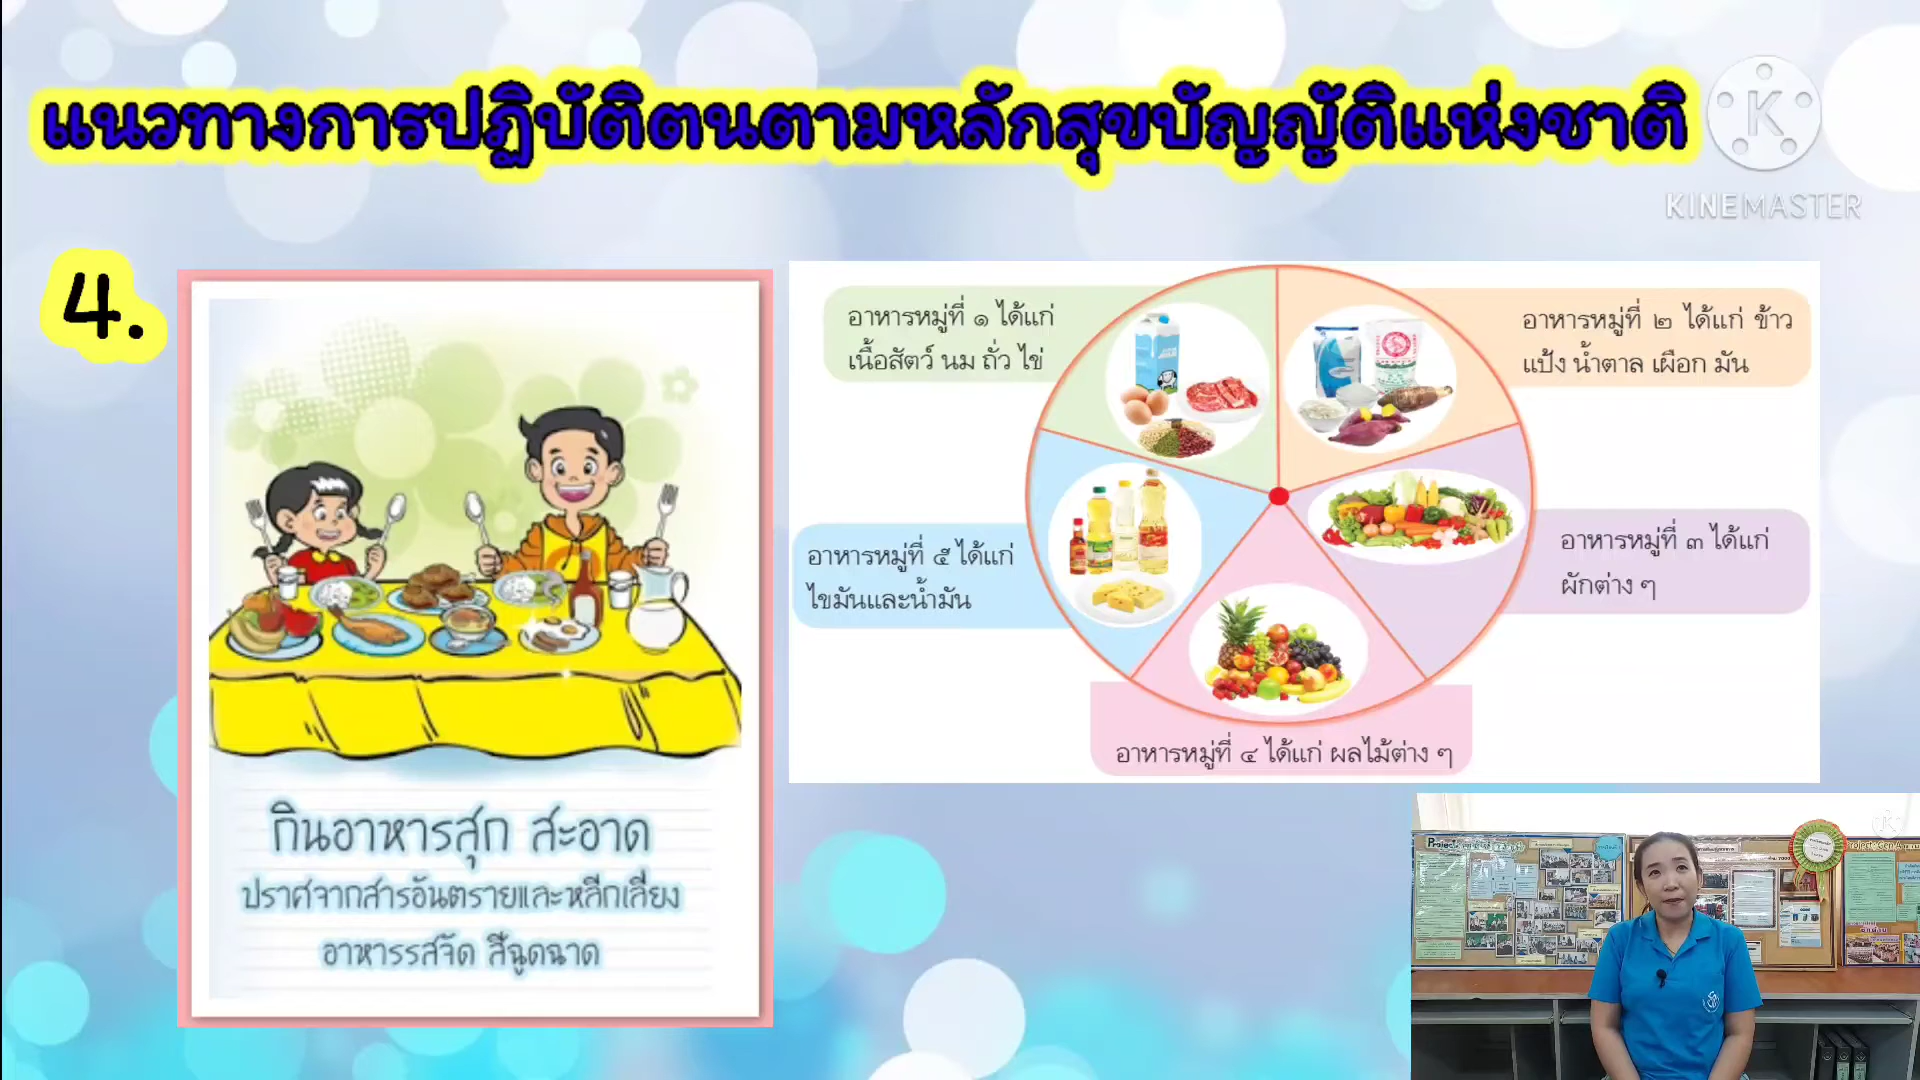 แนวทางการปฏิบัติตนตามหลักสุขบัญญัติแห่งชาติ
KINEMASTER
4.
กินอาหารสุก สะอาด
ปราศจากสารอันตรายและหลีกเลี่ยง
อาหารรสจัด สีฉูดฉาด
อาหารหมู่ที่ ๑ ได้แก่
เนื้อสัตว์ นม ถั่ว ไข่
อาหารหมู่ที่ ๒ ได้แก่ ข้าว
แป้ง น้ำตาล เผือก มัน
อาหารหมู่ที่ ๓ ได้แก่
ผักต่าง ๆ
อาหารหมู่ที่ ๕ ได้แก่
ไขมันและน้ำมัน
อาหารหมู่ที่ ๔ ได้แก่ ผลไม้ต่าง ๆ